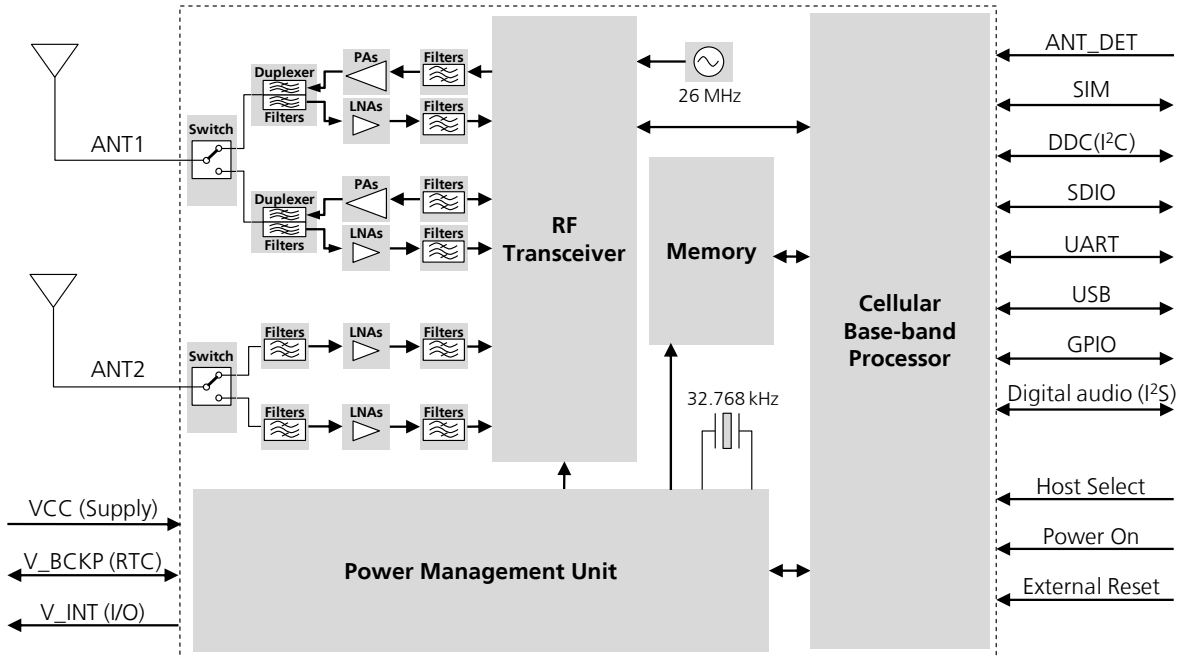 ANT1
Switch
Duplexer
Filters
PAs
Filters
LNAs
Filters
Duplexer
Filters
PAs
Filters
LNAs
Filters
ANT2
Switch
Filters
LNAs
Filters
Filters
LNAs
Filters
RF
Transceiver
26 MHz
Memory
32.768 kHz
Cellular
Base-band
Processor
Power Management Unit
VCC (Supply)
V_BCKP (RTC)
V_INT (I/O)
ANT_DET
SIM
DDC(I²C)
SDIO
UART
USB
GPIO
Digital audio (I²S)
Host Select
Power On
External Reset